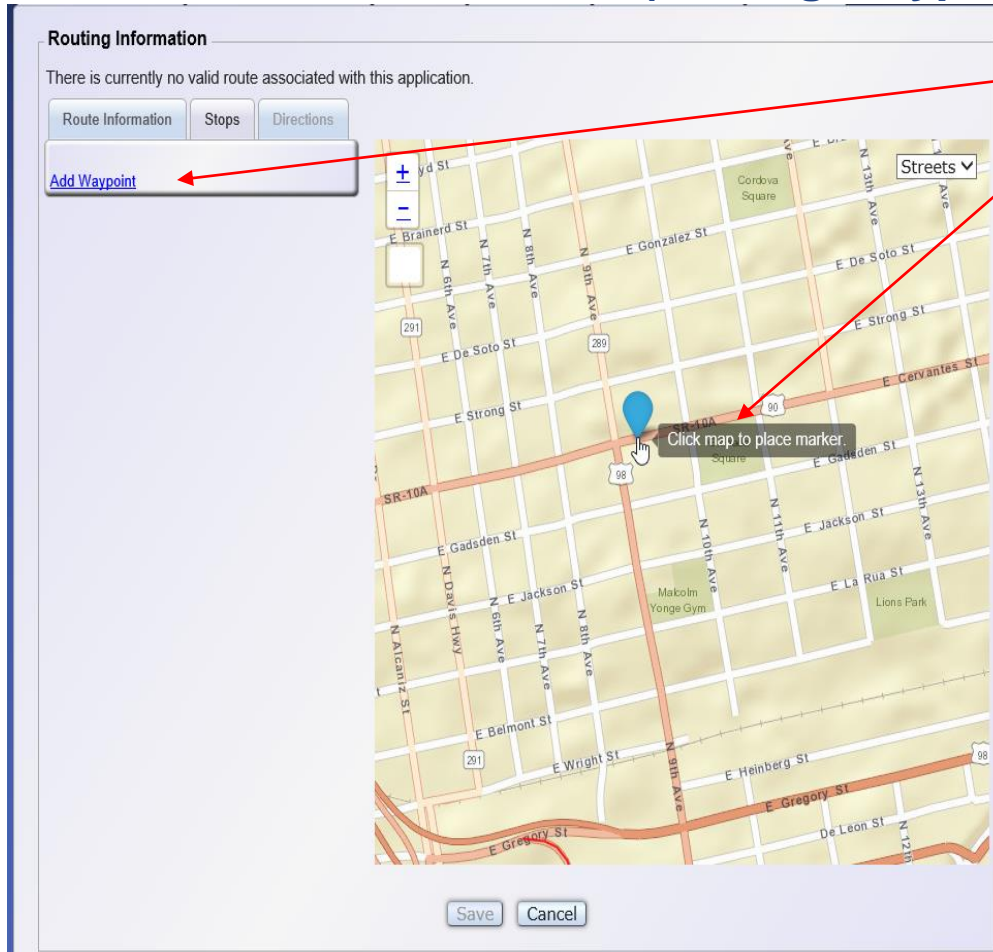 Routing Information
There is currently no valid route associated with this application.
Route Information Stops Directions
Add Waypoint
+
−
Streets
Cordova
Square
N 13th Ave
Ave
E Brainerd St
N 6th Ave
N 7th Ave
N 8th Ave
N 9th Ave
E Gonzalez St
E De Soto St
E Strong St
291
E De Soto St
289
E Cervantes St
E Strong St
90
SR-10A
Click map to place marker.
Square
E Gadsden St
98
SR-10A
N 13th Ave
N 11th Ave
E Jackson St
N 10th Ave
E Gadsden St
E Jackson St
E La Rua St
Malcolm
Yonge Gym
Lions Park
N Davis Hwy
N 6th Ave
N 7th Ave
N 8th Ave
N Alcaniz St
E Belmont St
291
E Wright St
N 9th Ave
E Heinberg St
98
E Gregory St
De Leon St
N 12th
E Gregory St
Save Cancel